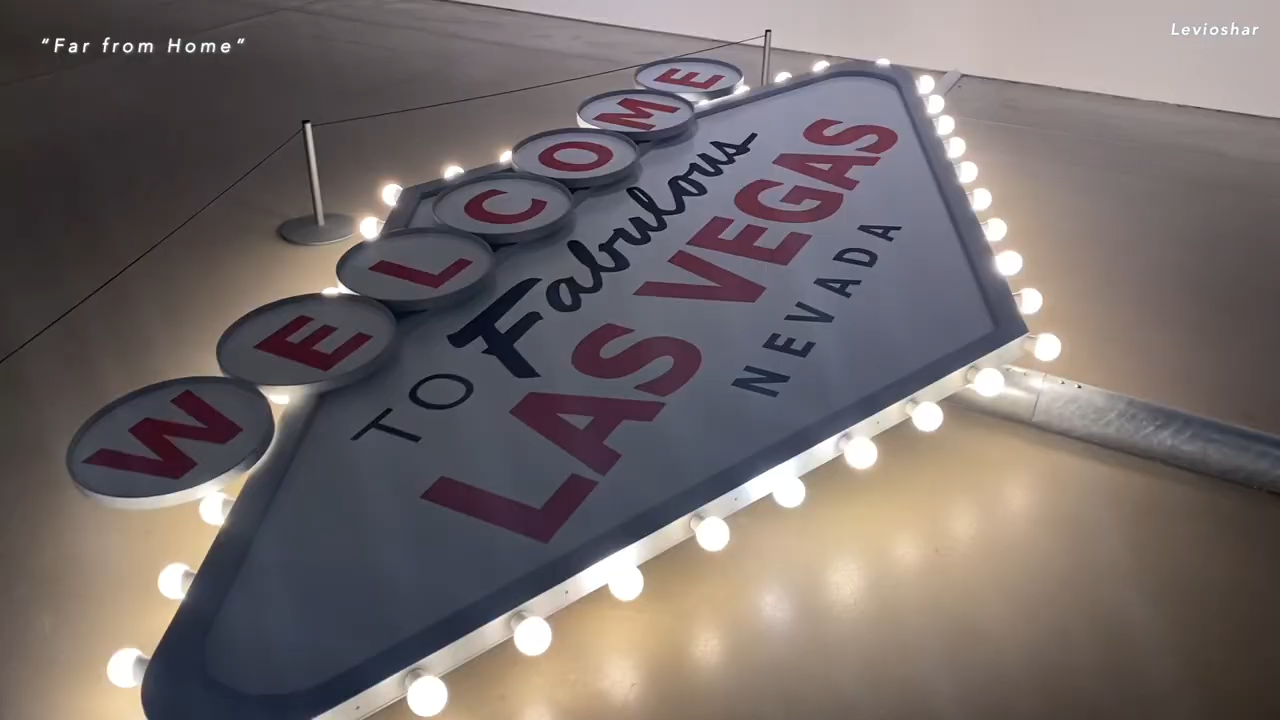 “Far from Home”
Levioshar
WELCOME
TO Fabulous
LAS VEGAS
NEVADA